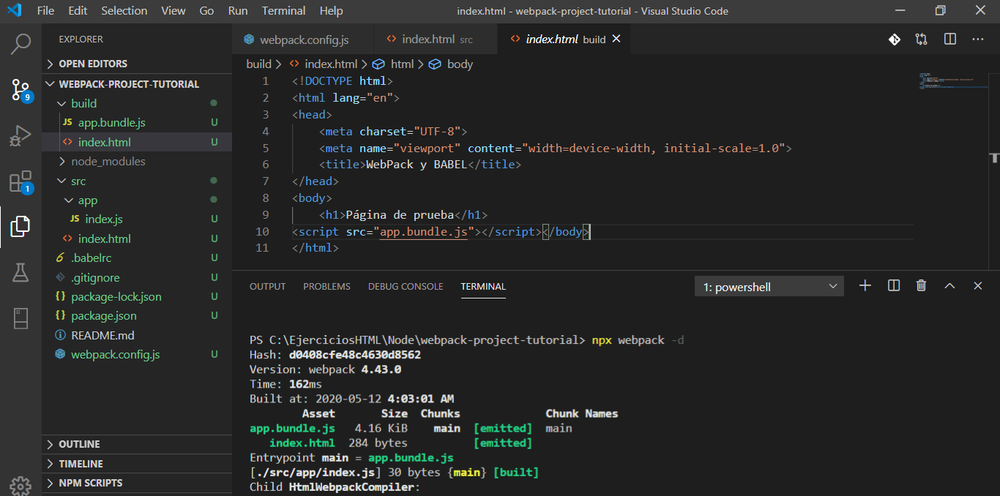 File Edit Selection View Go Run Terminal Help
index.html - webpack-project-tutorial - Visual Studio Code
EXPLORER
OPEN EDITORS
WEBPACK-PROJECT-TUTORIAL
build
JS app.bundle.js U
<> index.html U
node_modules
src
app
JS index.js U
<> index.html U
.babelrc U
.gitignore U
{} package-lock.json U
{} package.json U
README.md
webpack.config.js U
OUTLINE
TIMELINE
NPM SCRIPTS
9
1
webpack.config.js
<> index.html src
<> index.html build
build > <> index.html > html > body
1 <!DOCTYPE html>
2 <html lang="en">
3 <head>
4 <meta charset="UTF-8">
5 <meta name="viewport" content="width=device-width, initial-scale=1.0">
6 <title>WebPack y BABEL</title>
7 </head>
8 <body>
9 <h1>Página de prueba</h1>
10 <script src="app.bundle.js"></script></body>
11 </html>
OUTPUT PROBLEMS DEBUG CONSOLE TERMINAL
1: powershell
PS C:\EjerciciosHTML\Node\webpack-project-tutorial> npx webpack -d
Hash: d0408cfe48c4630d8562
Version: webpack 4.43.0
Time: 162ms
Built at: 2020-05-12 4:03:01 AM
Asset Size Chunks Chunk Names
app.bundle.js 4.16 KiB main [emitted] main
index.html 284 bytes [emitted]
Entrypoint main = app.bundle.js
[./src/app/index.js] 30 bytes {main} [built]
Child HtmlWebpackCompiler: